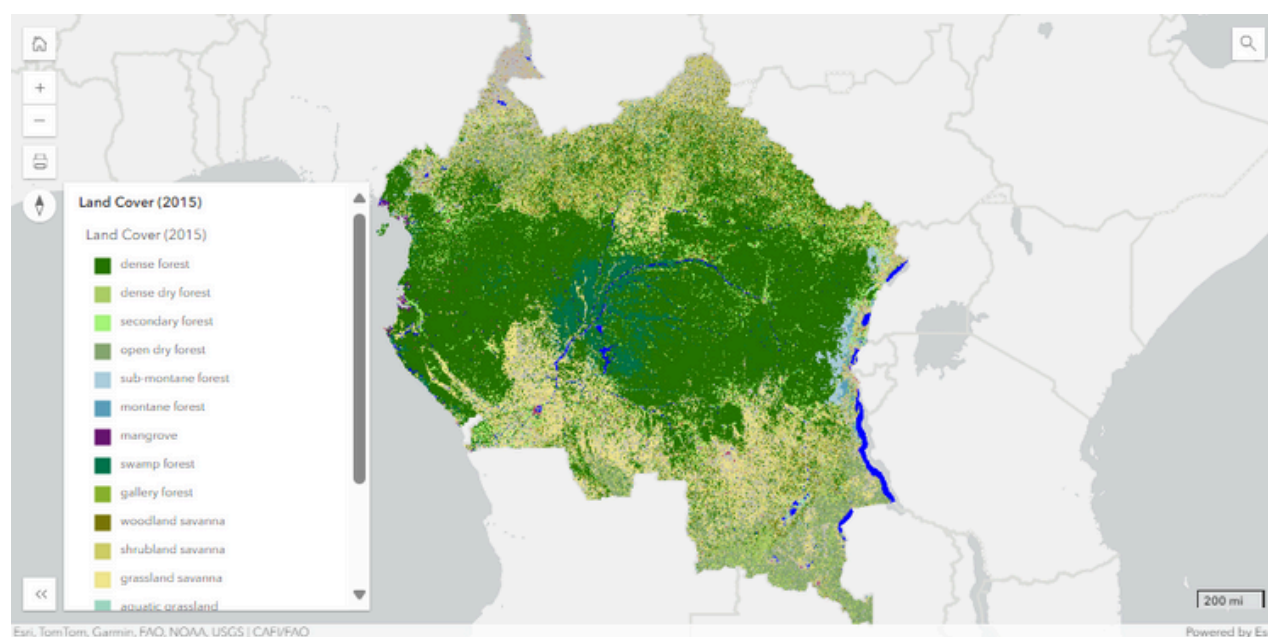 Land Cover (2015)
Land Cover (2015)
dense forest
dense dry forest
secondary forest
open dry forest
sub-montane forest
montane forest
mangrove
swamp forest
gallery forest
woodland savanna
shrubland savanna
grassland savanna
aquatic grassland
200 mi
Esri, TomTom, Garmin, FAO, NOAA, USGS | CAFI/FAO
Powered by Es